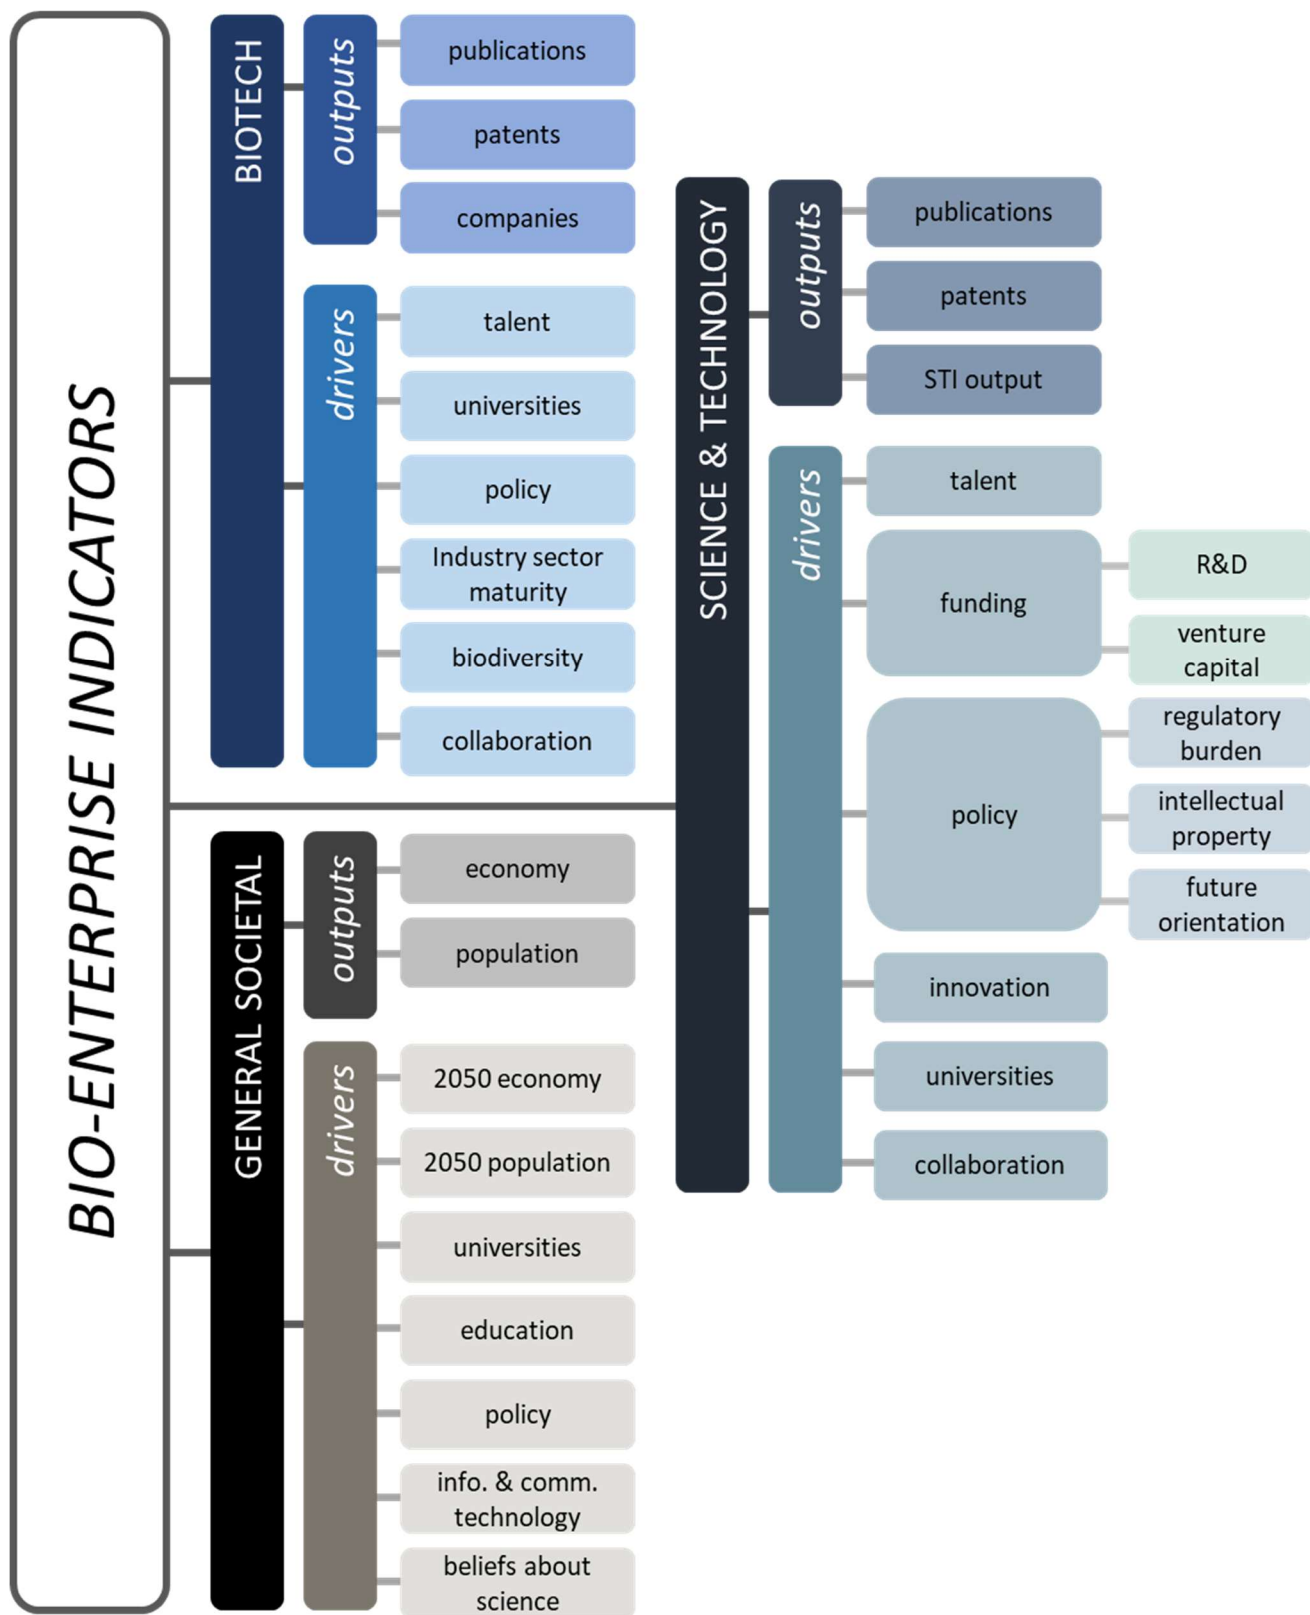 BIO-ENTERPRISE INDICATORS
BIOTECH
outputs
publications
patents
companies
drivers
talent
universities
policy
Industry sector
maturity
biodiversity
collaboration
SCIENCE & TECHNOLOGY
outputs
publications
patents
STI output
drivers
talent
funding
R&D
venture
capital
policy
regulatory
burden
intellectual
property
future
orientation
innovation
universities
collaboration
GENERAL SOCIETAL
outputs
economy
population
drivers
2050 economy
2050 population
universities
education
policy
info. & comm.
technology
beliefs about
science